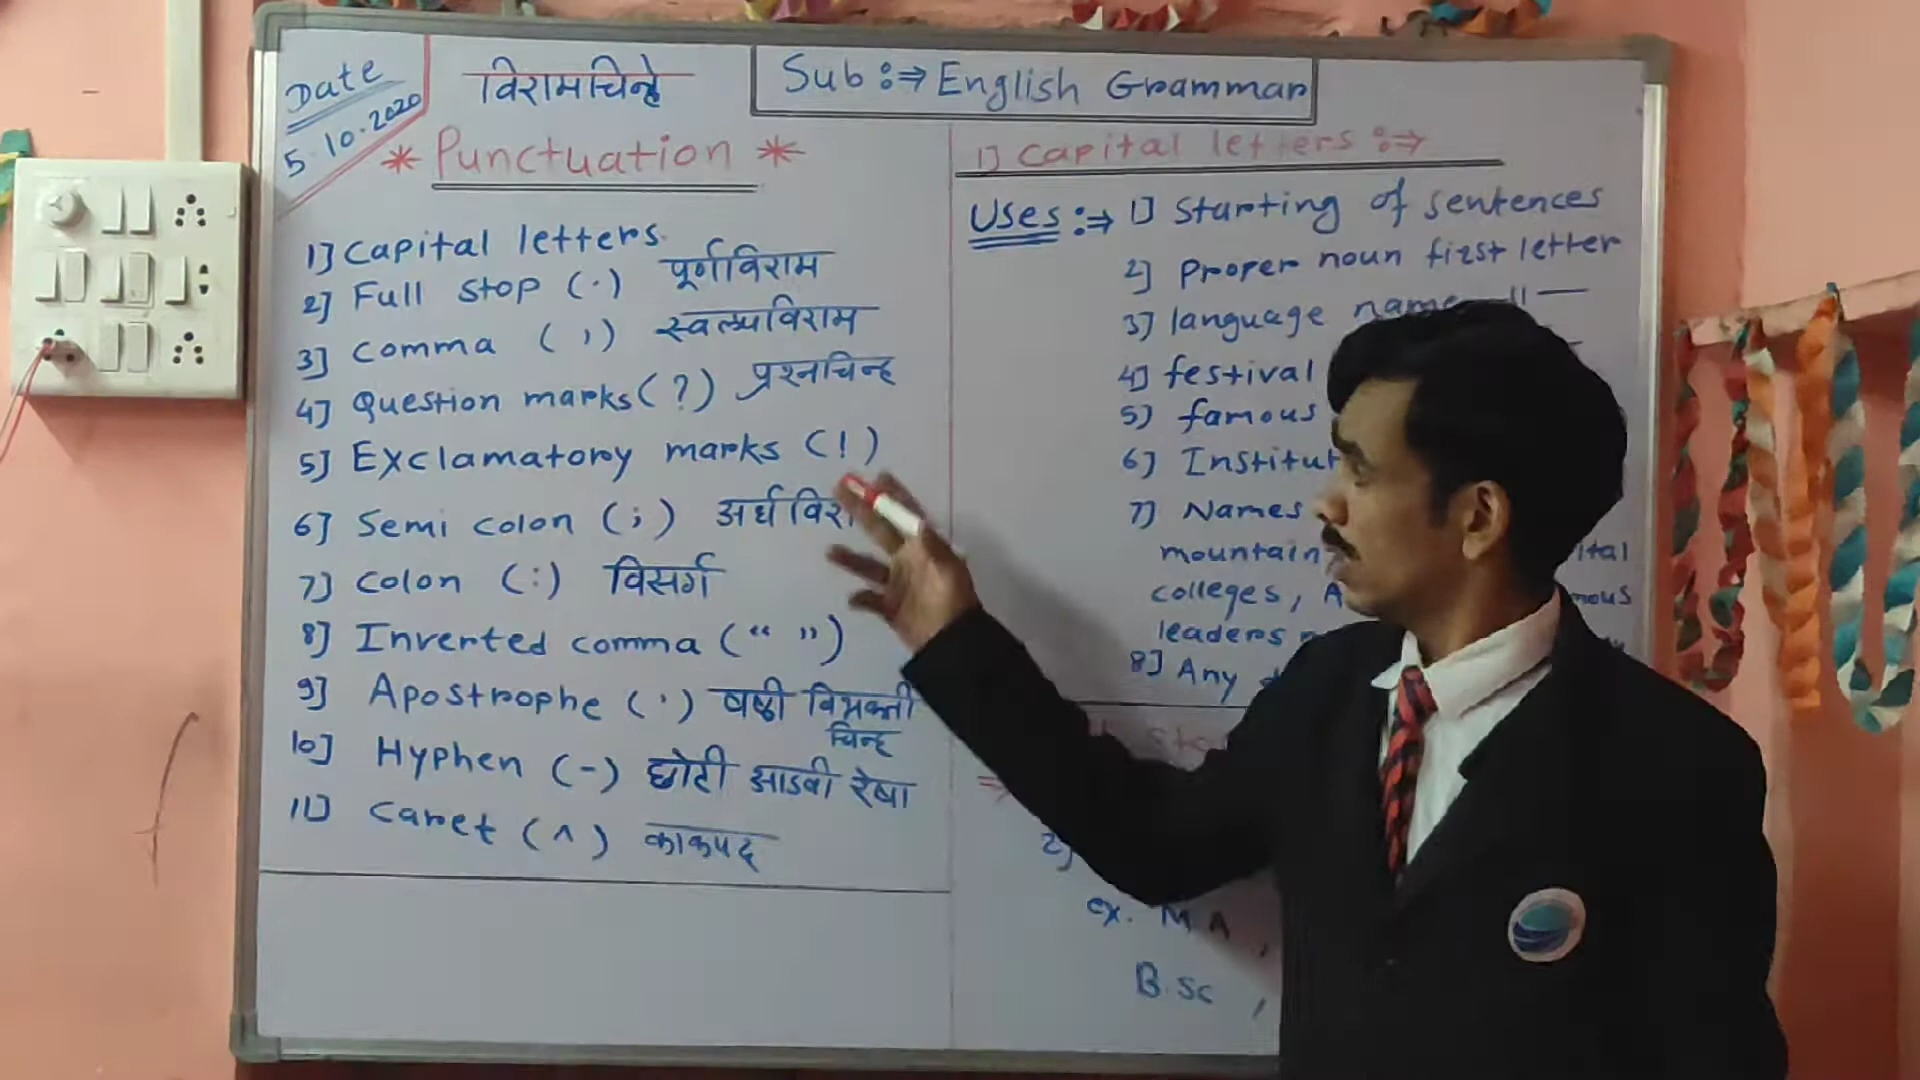 Date
5.10.2020
विरामचिन्हे
Sub :⇒ English Grammar
* Punctuation *
1] Capital letters.
2] Full stop (.) पूर्णविराम
3] Comma (,) स्वल्पविराम
4] Question marks (?) प्रश्नचिन्ह
5] Exclamatory marks (!)
6] Semi colon (;) अर्धविरा
7] Colon (:) विसर्ग
8] Inverted comma (“ ”)
9] Apostrophe (') षष्ठी विभक्ती
चिन्ह
10] Hyphen (-) छोटी आडवी रेषा
11] Caret (^) काकपद
1] Capital letters :⇒
Uses :⇒ 1] Starting of sentences
2] Proper noun first letter
3] language name —॥—
4] festival
5] famous
6] Institut
7] Names
mountain ital
colleges, A mous
leaders
8] Any
2]
ex. M A ,
B.Sc ,